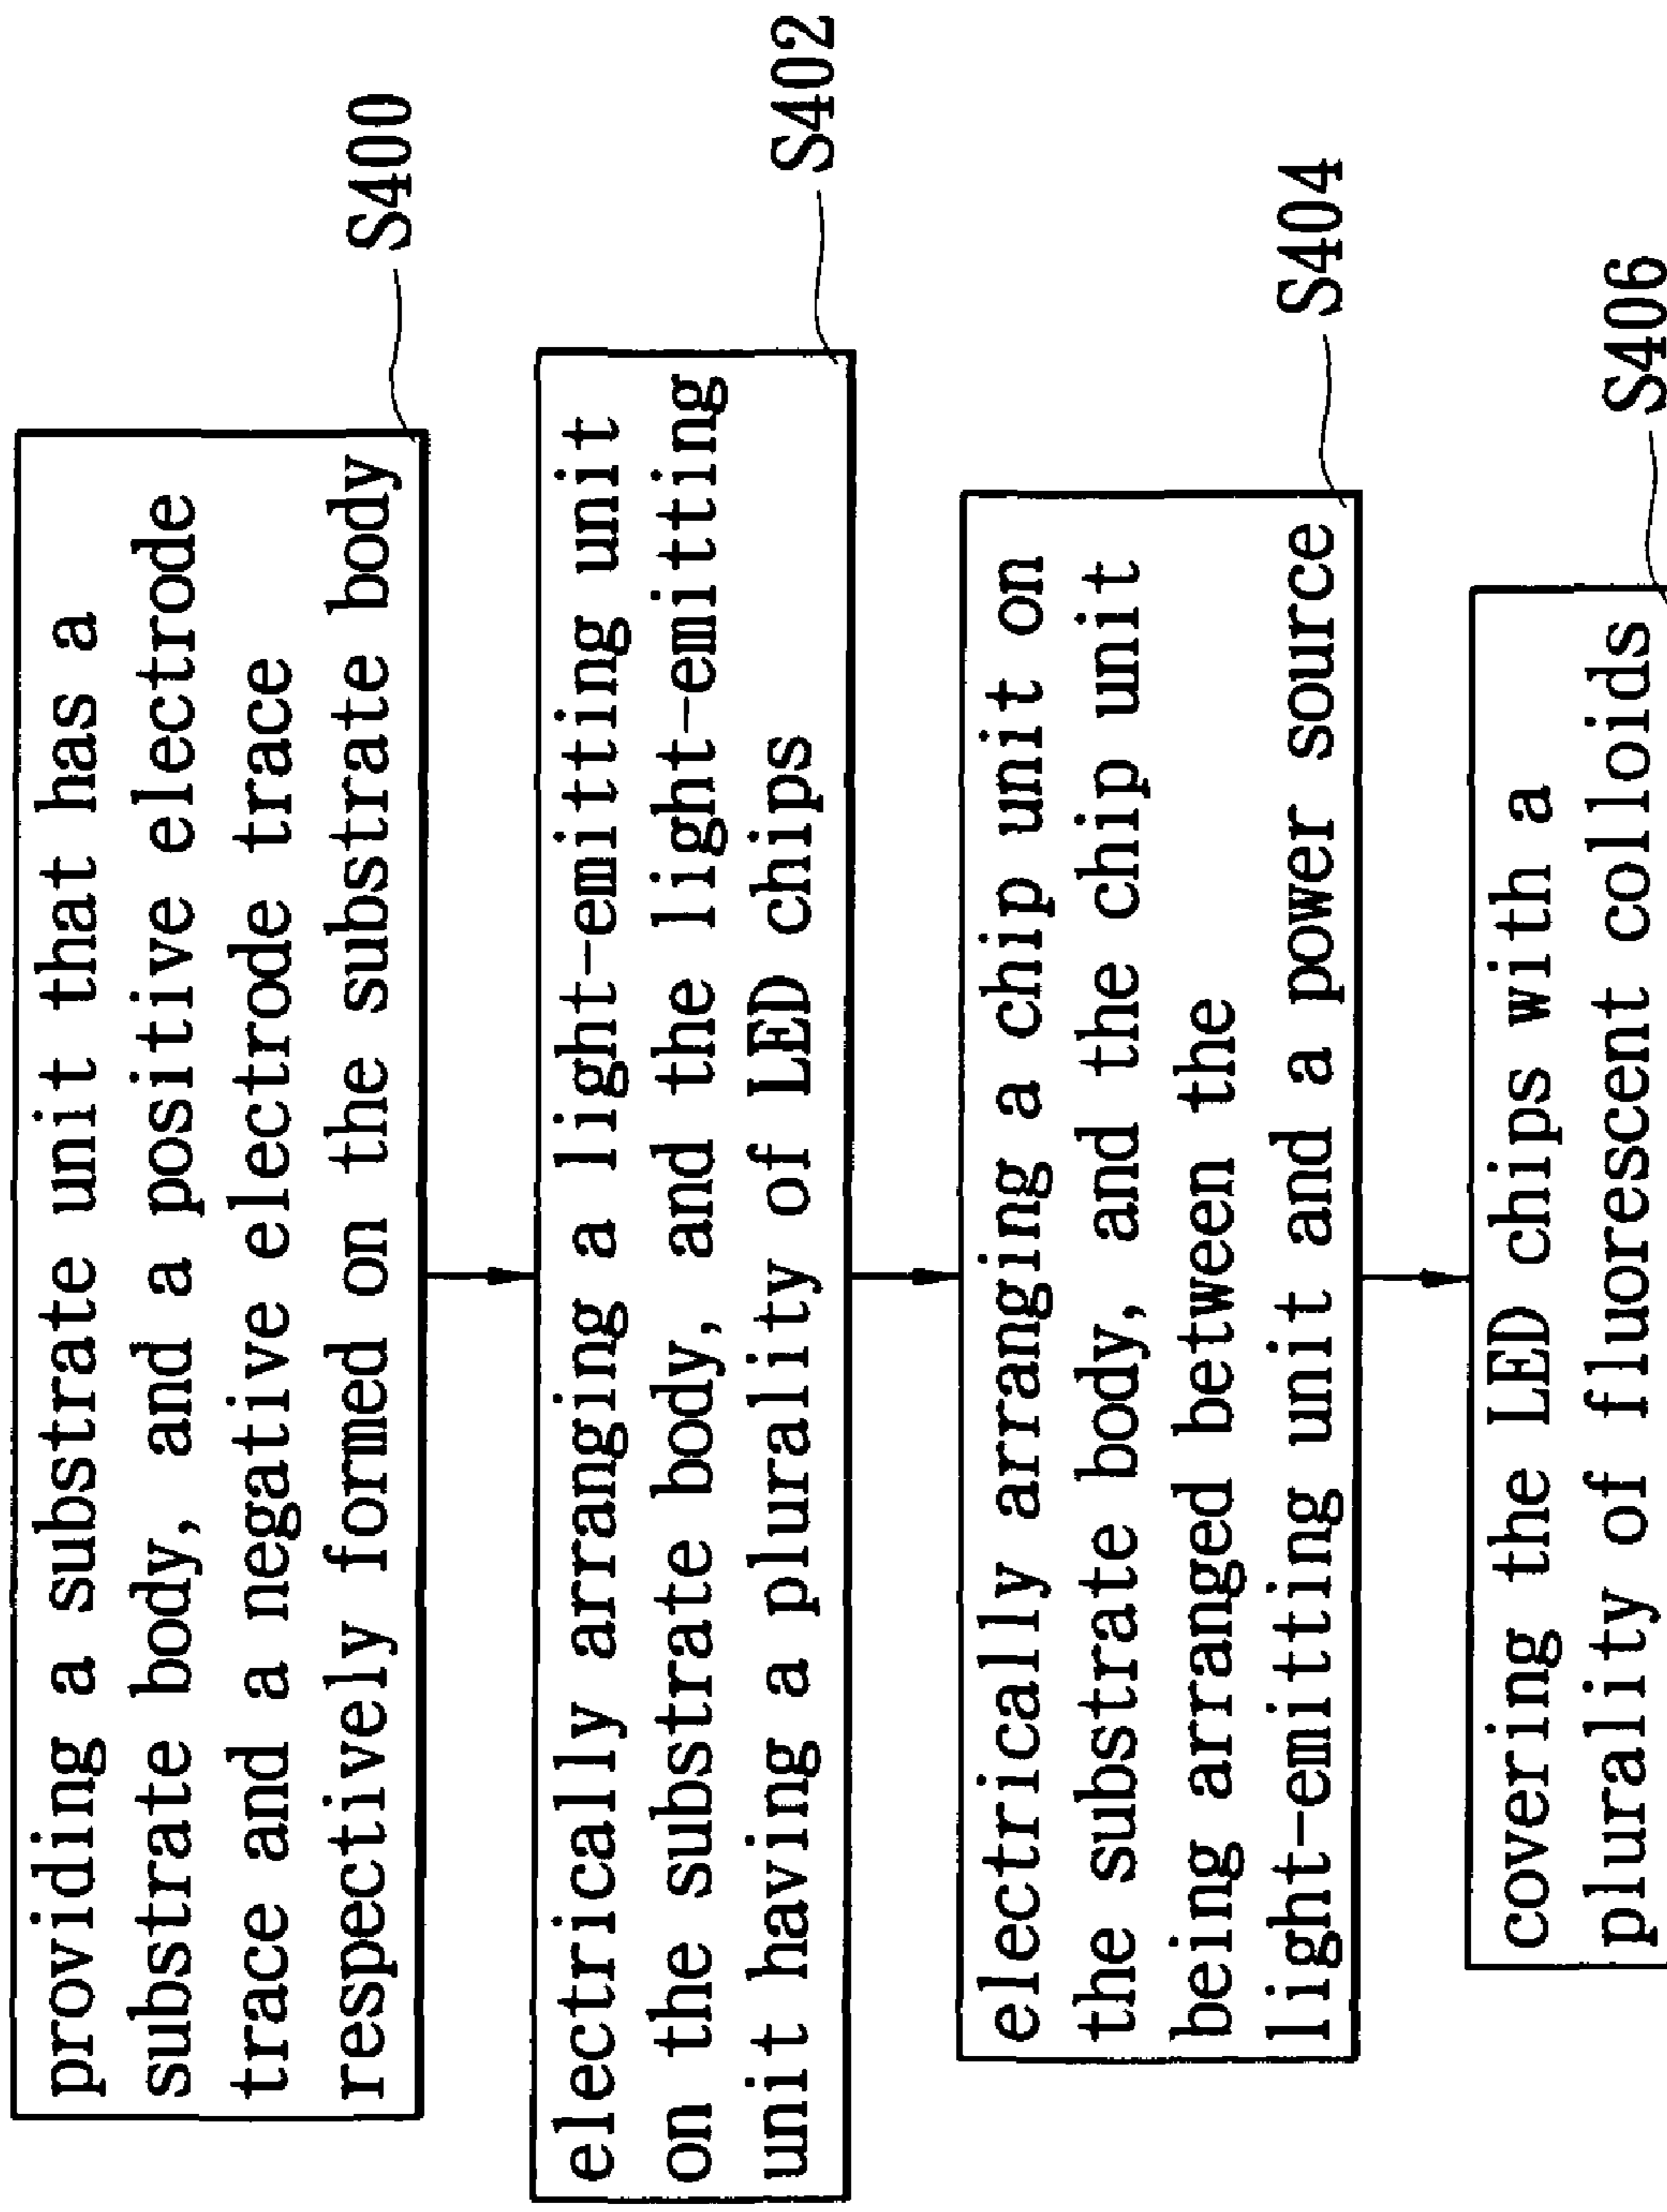 providing a substrate unit that has a
substrate body, and a positive electrode
trace and a negative electrode trace
respectively formed on the substrate body
S400
electrically arranging a light-emitting unit
on the substrate body, and the light-emitting
unit having a plurality of LED chips
S402
electrically arranging a chip unit on
the substrate body, and the chip unit
being arranged between the
light-emitting unit and a power source
S404
covering the LED chips with a
plurality of fluorescent colloids
S406